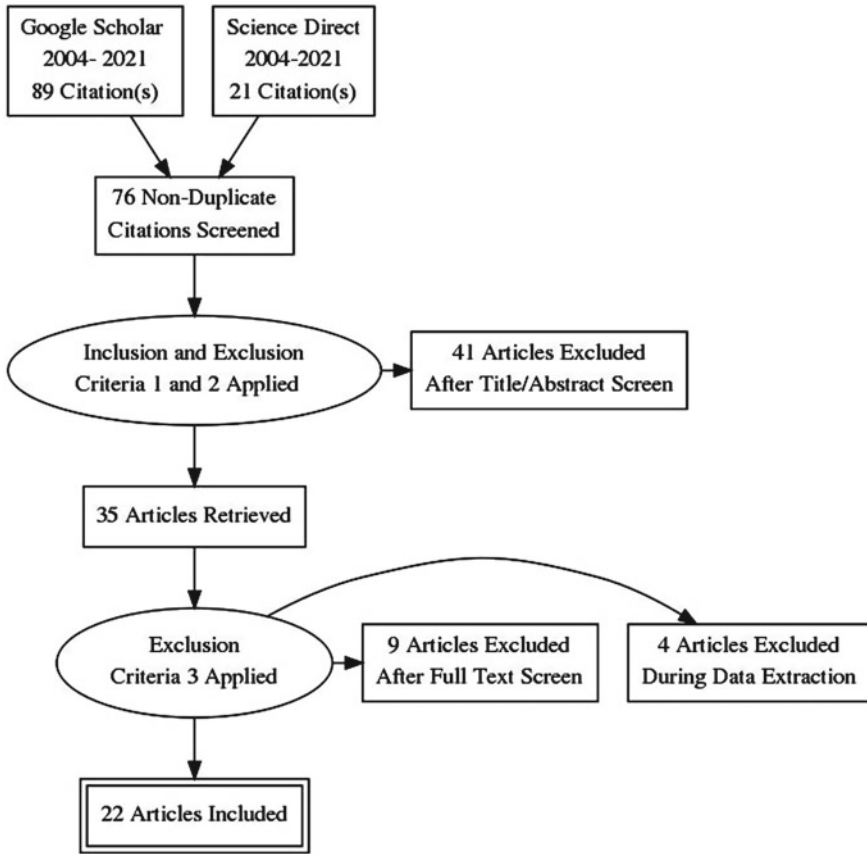 Google Scholar
2004- 2021
89 Citation(s)
Science Direct
2004-2021
21 Citation(s)
76 Non-Duplicate
Citations Screened
Inclusion and Exclusion
Criteria 1 and 2 Applied
41 Articles Excluded
After Title/Abstract Screen
35 Articles Retrieved
Exclusion
Criteria 3 Applied
9 Articles Excluded
After Full Text Screen
4 Articles Excluded
During Data Extraction
22 Articles Included